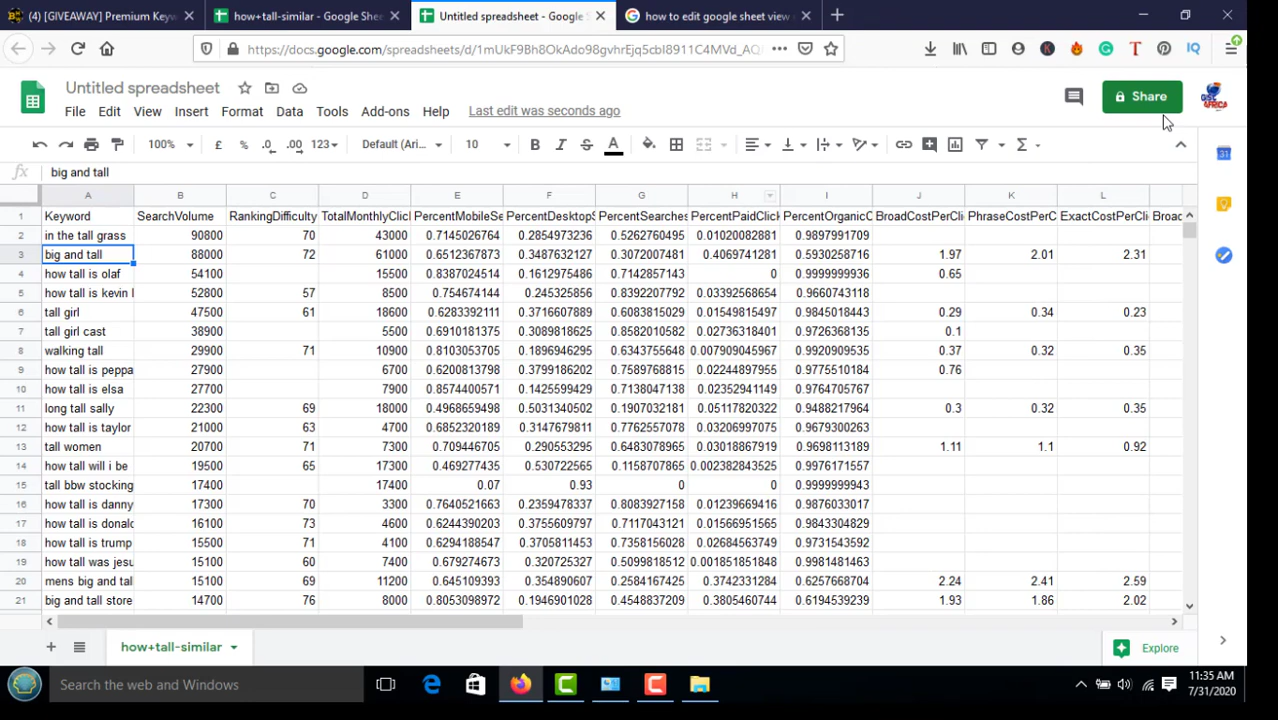 (4) [GIVEAWAY] Premium Keyw
how+tall-similar - Google She
Untitled spreadsheet - Google S
how to edit google sheet view
https://docs.google.com/spreadsheets/d/1mUkF9Bh8OkAdo98gvhrEjq5cbI8911C4MVd_AQ
Untitled spreadsheet
File Edit View Insert Format Data Tools Add-ons Help Last edit was seconds ago
Share
100% £ % .0 .00 123 Default (Ari... 10 B I S A
fx big and tall
A B C D E F G H I J K L
1 Keyword SearchVolume RankingDifficulty TotalMonthlyClick PercentMobileSe PercentDesktopS PercentSearches PercentPaidClick PercentOrganicC BroadCostPerCli PhraseCostPerC ExactCostPerCli Broad
2 in the tall grass 90800 70 43000 0.7145026764 0.2854973236 0.5262760495 0.01020082881 0.9897991709
3 big and tall 88000 72 61000 0.6512367873 0.3487632127 0.3072007481 0.4069741281 0.5930258716 1.97 2.01 2.31
4 how tall is olaf 54100 15500 0.8387024514 0.1612975486 0.7142857143 0 0.9999999936 0.65
5 how tall is kevin 52800 57 8500 0.754674144 0.245325856 0.8392207792 0.03392568654 0.9660743118
6 tall girl 47500 61 18600 0.6283392111 0.3716607889 0.6083815029 0.01549815497 0.9845018443 0.29 0.34 0.23
7 tall girl cast 38900 5500 0.6910181375 0.3089818625 0.8582010582 0.02736318401 0.9726368135 0.1
8 walking tall 29900 71 10900 0.8103053705 0.1896946295 0.6343755648 0.007909045967 0.9920909535 0.37 0.32 0.35
9 how tall is peppa 27900 6700 0.6200813798 0.3799186202 0.7589768815 0.02244897955 0.9775510184 0.76
10 how tall is elsa 27700 7900 0.8574400571 0.1425599429 0.7138047138 0.02352941149 0.9764705767
11 long tall sally 22300 69 18000 0.4968659498 0.5031340502 0.1907032181 0.05117820322 0.9488217964 0.3 0.32 0.35
12 how tall is taylor 21000 63 4700 0.6852320189 0.3147679811 0.7762557078 0.03206997075 0.9679300263
13 tall women 20700 71 7300 0.709446705 0.290553295 0.6483078965 0.03018867919 0.9698113189 1.11 1.1 0.92
14 how tall will i be 19500 65 17300 0.469277435 0.530722565 0.1158707865 0.002382843525 0.9976171557
15 tall bbw stocking 17400 17400 0.07 0.93 0 0 0.9999999943
16 how tall is danny 17300 70 3300 0.7640521663 0.2359478337 0.8083927158 0.01239669416 0.9876033017
17 how tall is donald 16100 73 4600 0.6244390203 0.3755609797 0.7117043121 0.01566951565 0.9843304829
18 how tall is trump 15500 71 4100 0.6294188547 0.3705811453 0.7358156028 0.02684563749 0.9731543592
19 how tall was jesu 15100 60 7400 0.679274673 0.320725327 0.5099818512 0.001851851848 0.9981481463
20 mens big and tal 15100 69 11200 0.645109393 0.354890607 0.2584167425 0.3742331284 0.6257668704 2.24 2.41 2.59
21 big and tall store 14700 76 8000 0.8053098972 0.1946901028 0.4548837209 0.3805460744 0.6194539239 1.93 1.86 2.02
how+tall-similar
Explore
Search the web and Windows
11:35 AM
7/31/2020